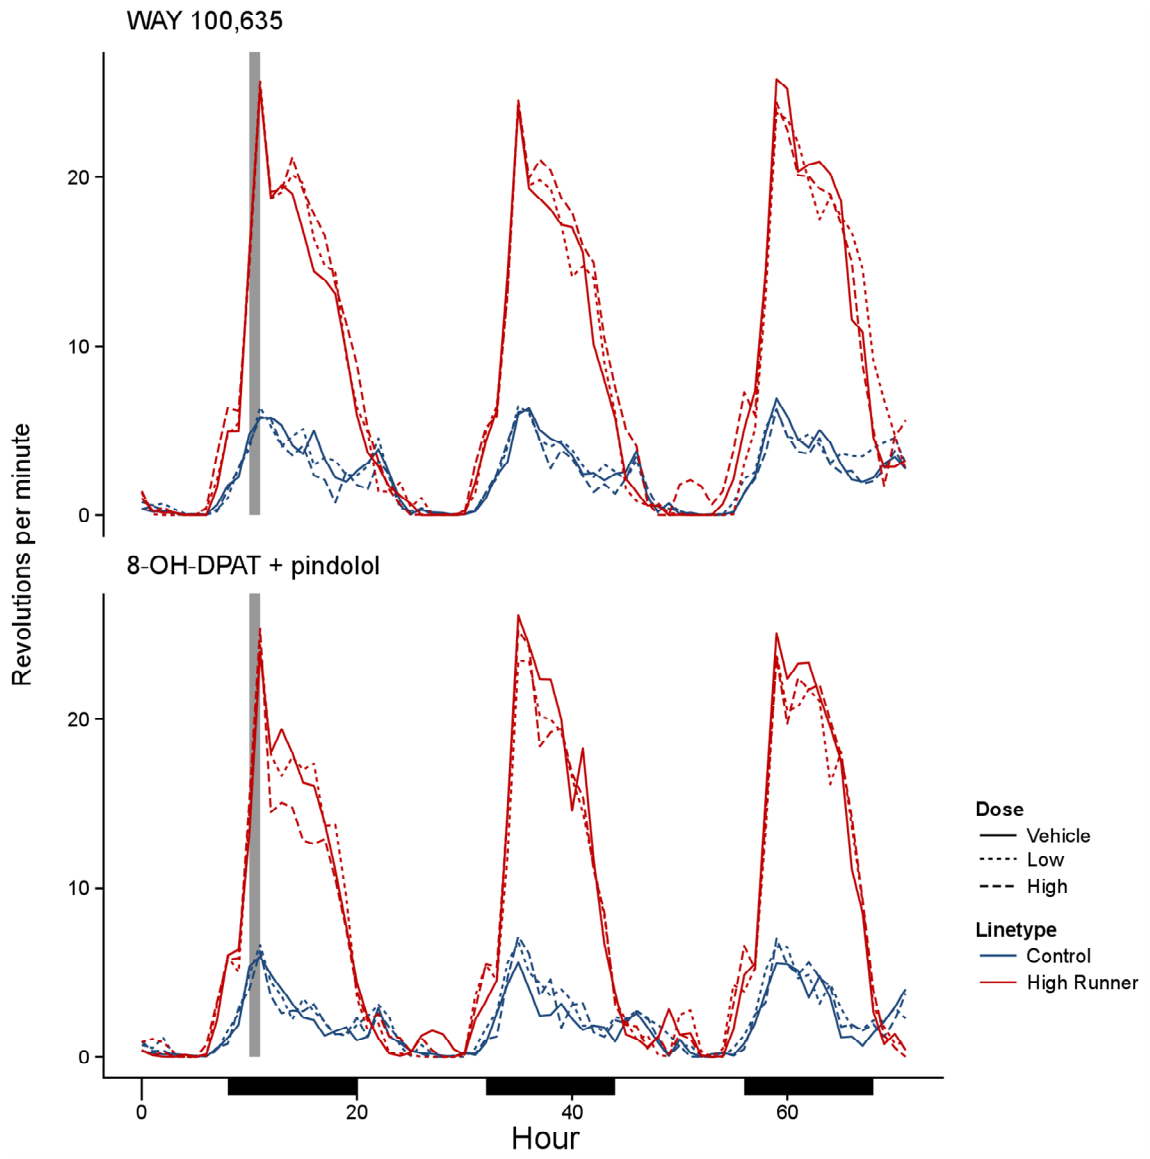 WAY 100,635
20
10
0
Revolutions per minute
8-OH-DPAT + pindolol
20
10
0
Dose
Vehicle
Low
High
Linetype
Control
High Runner
0 20 40 60
Hour